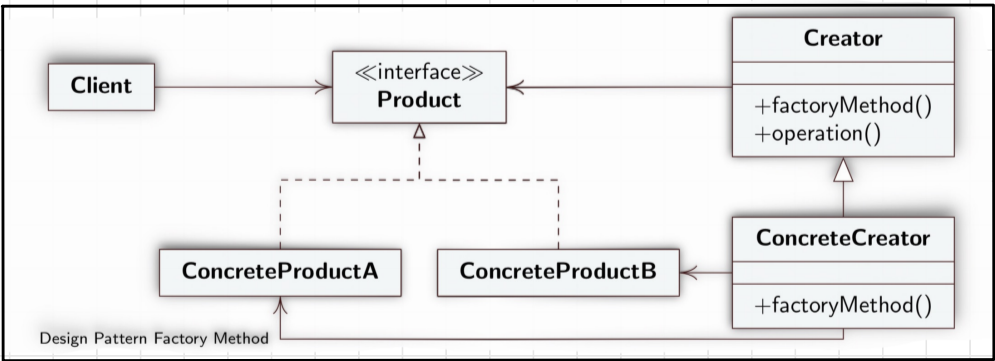 Client
≪interface≫
Product
Creator
+factoryMethod()
+operation()
ConcreteProductA
ConcreteProductB
ConcreteCreator
+factoryMethod()
Design Pattern Factory Method